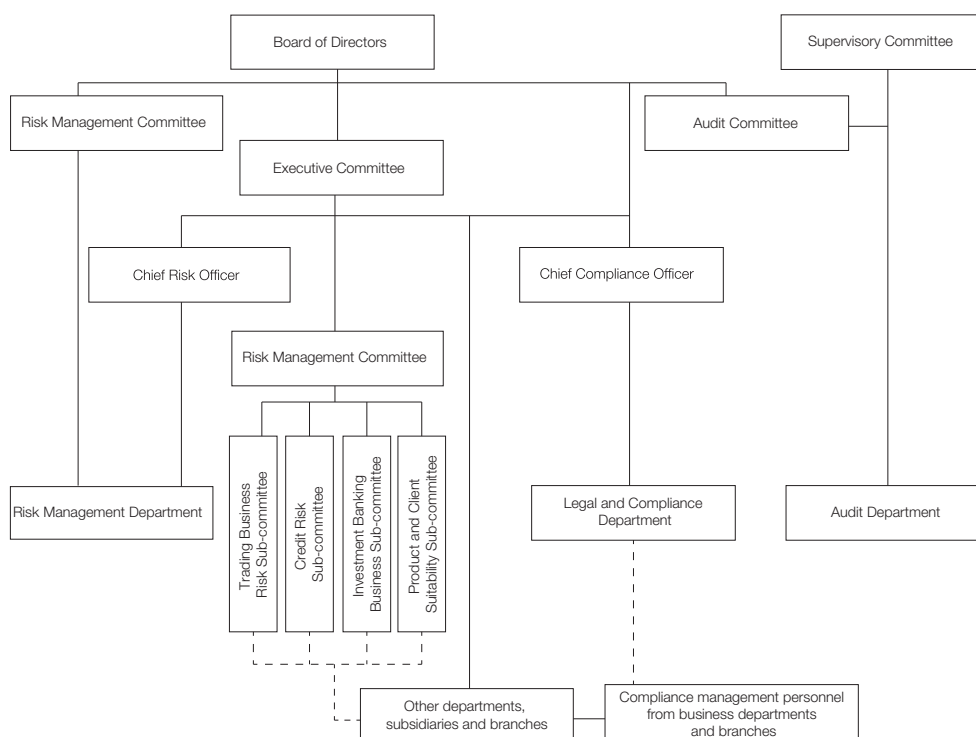 Board of Directors
Supervisory Committee
Risk Management Committee
Audit Committee
Executive Committee
Chief Risk Officer
Chief Compliance Officer
Risk Management Committee
Trading Business
Risk Sub-committee
Credit Risk
Sub-committee
Investment Banking
Business Sub-committee
Product and Client
Suitability Sub-committee
Risk Management Department
Legal and Compliance
Department
Audit Department
Other departments,
subsidiaries and branches
Compliance management personnel
from business departments
and branches